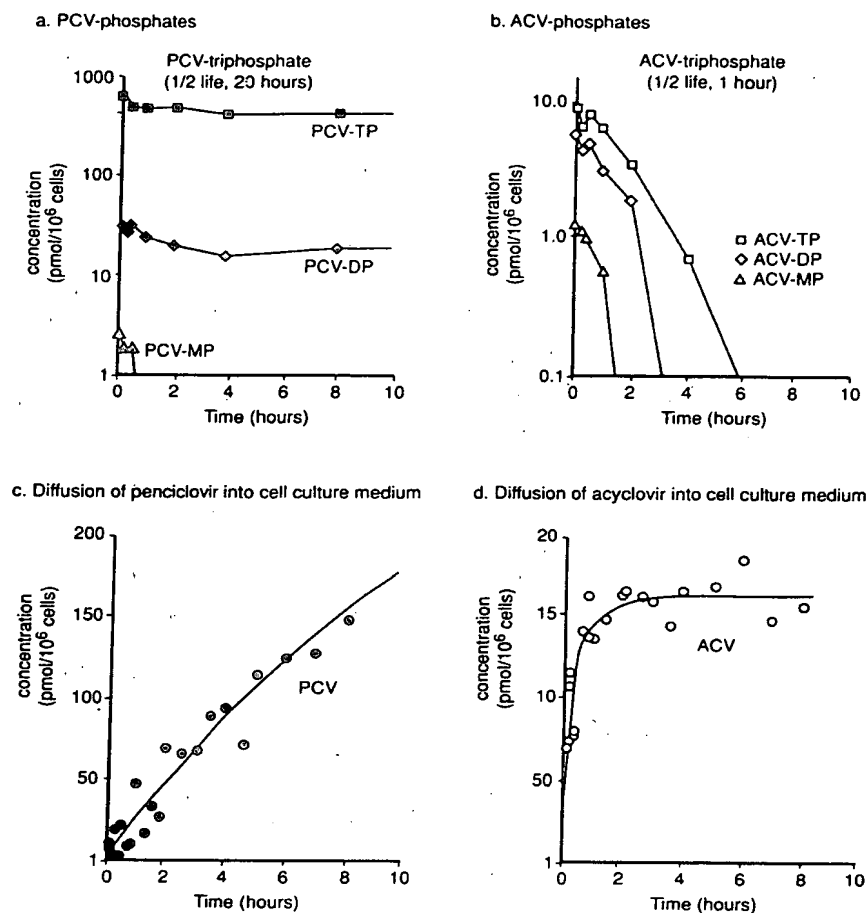 a. PCV-phosphates
PCV-triphosphate
(1/2 life, 20 hours)
1000
100
10
1
concentration
(pmol/10⁶ cells)
PCV-TP
PCV-DP
PCV-MP
0 2 4 6 8 10
Time (hours)
b. ACV-phosphates
ACV-triphosphate
(1/2 life, 1 hour)
10.0
1.0
0.1
concentration
(pmol/10⁶ cells)
ACV-TP
ACV-DP
ACV-MP
0 2 4 6 8 10
Time (hours)
c. Diffusion of penciclovir into cell culture medium
200
150
100
50
1
concentration
(pmol/10⁶ cells)
PCV
0 2 4 6 8 10
Time (hours)
d. Diffusion of acyclovir into cell culture medium
20
15
10
50
1
concentration
(pmol/10⁶ cells)
ACV
0 2 4 6 8 10
Time (hours)